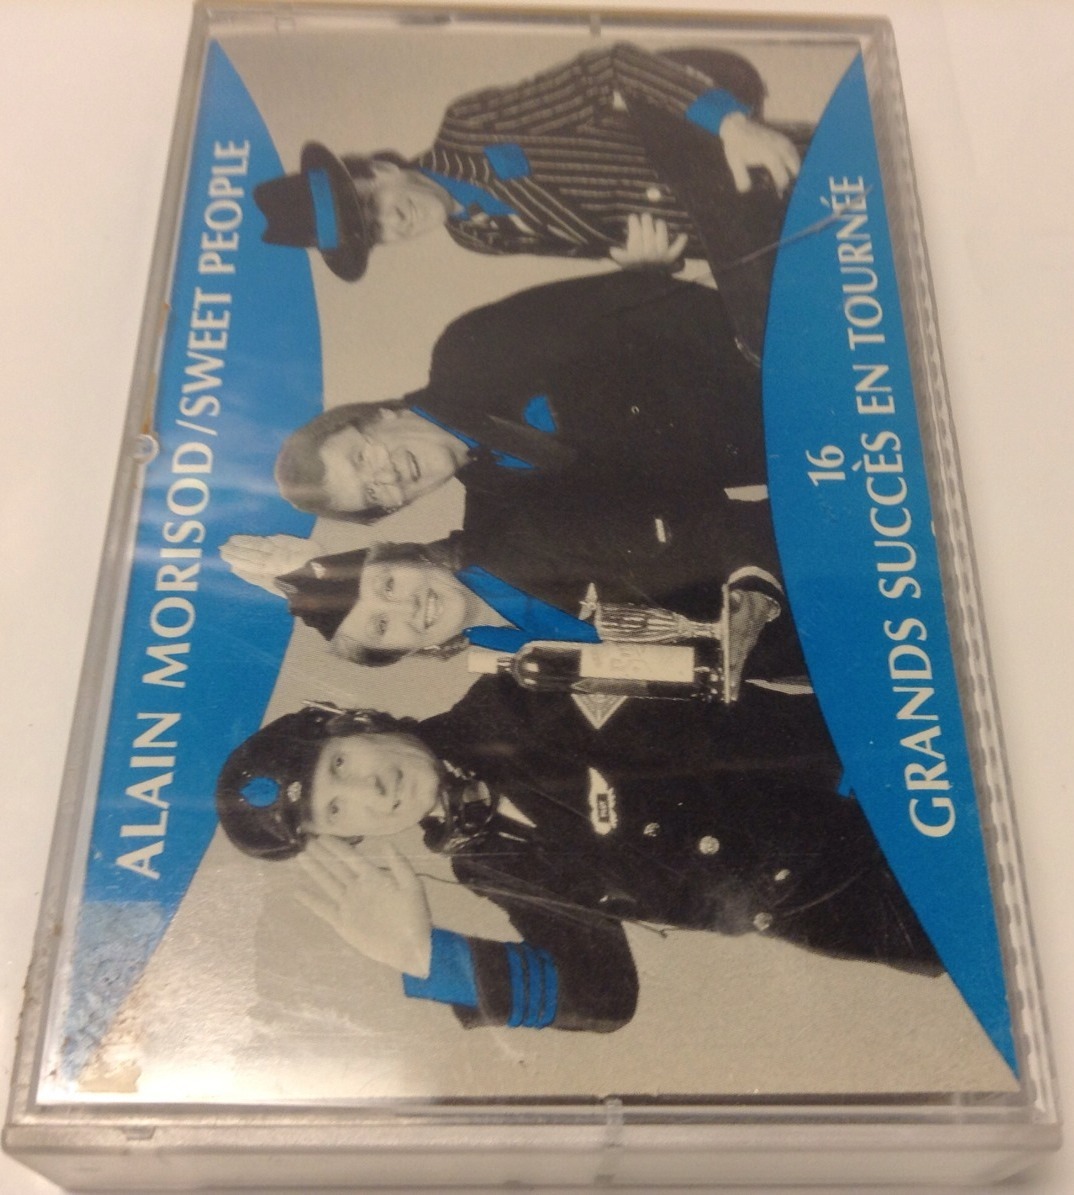 ALAIN MORISOD/SWEET PEOPLE
16
GRANDS SUCCÈS EN TOURNÉE